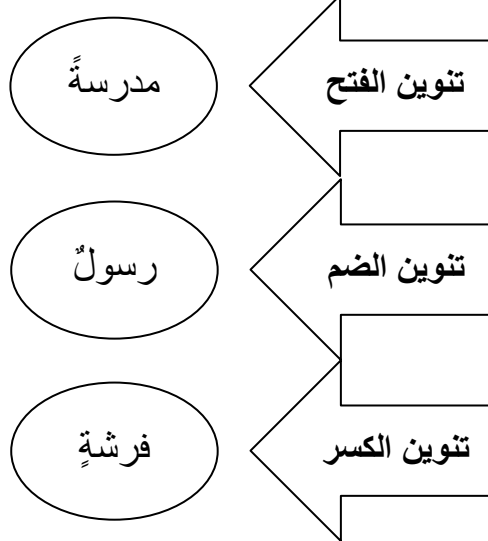 تنوين الفتح
مدرسةً
تنوين الضم
رسولٌ
تنوين الكسر
فرشةٍ